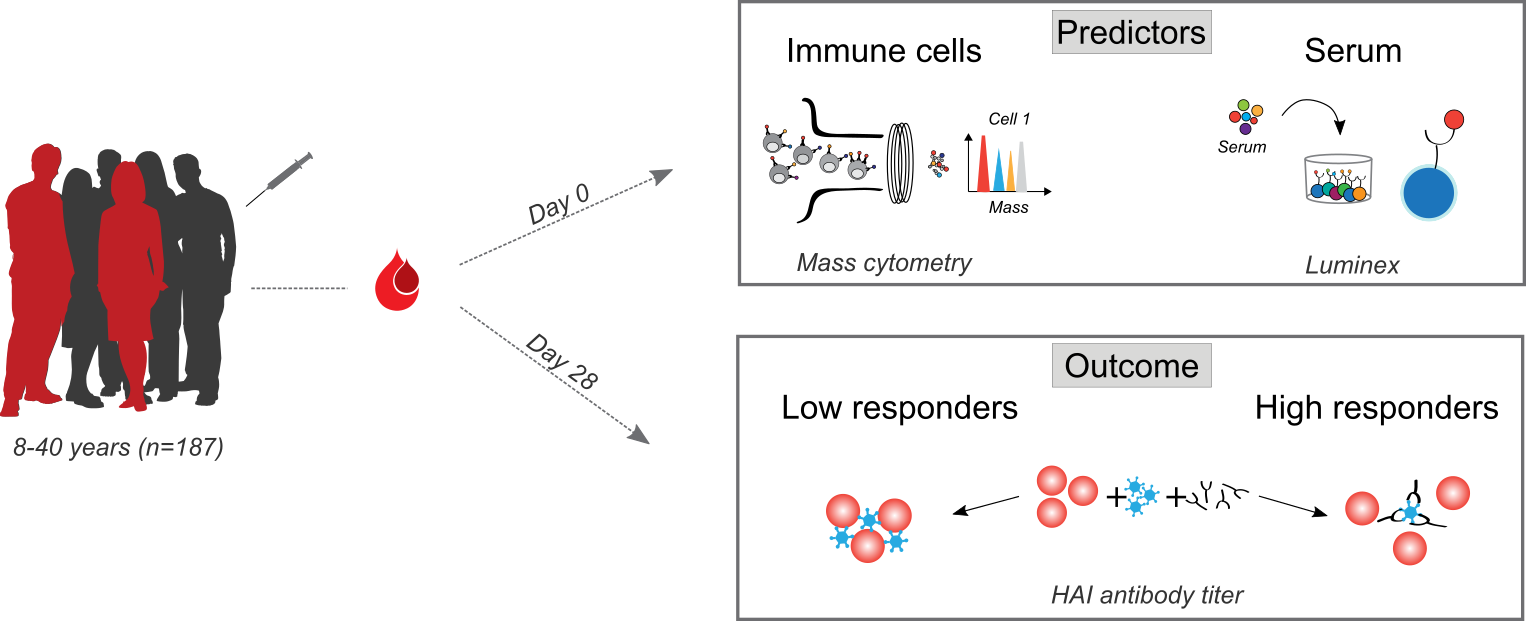 8-40 years (n=187)
Day 0
Day 28
Predictors
Immune cells
Serum
Cell 1
Mass
Serum
Mass cytometry
Luminex
Outcome
Low responders
High responders
+
+
HAI antibody titer